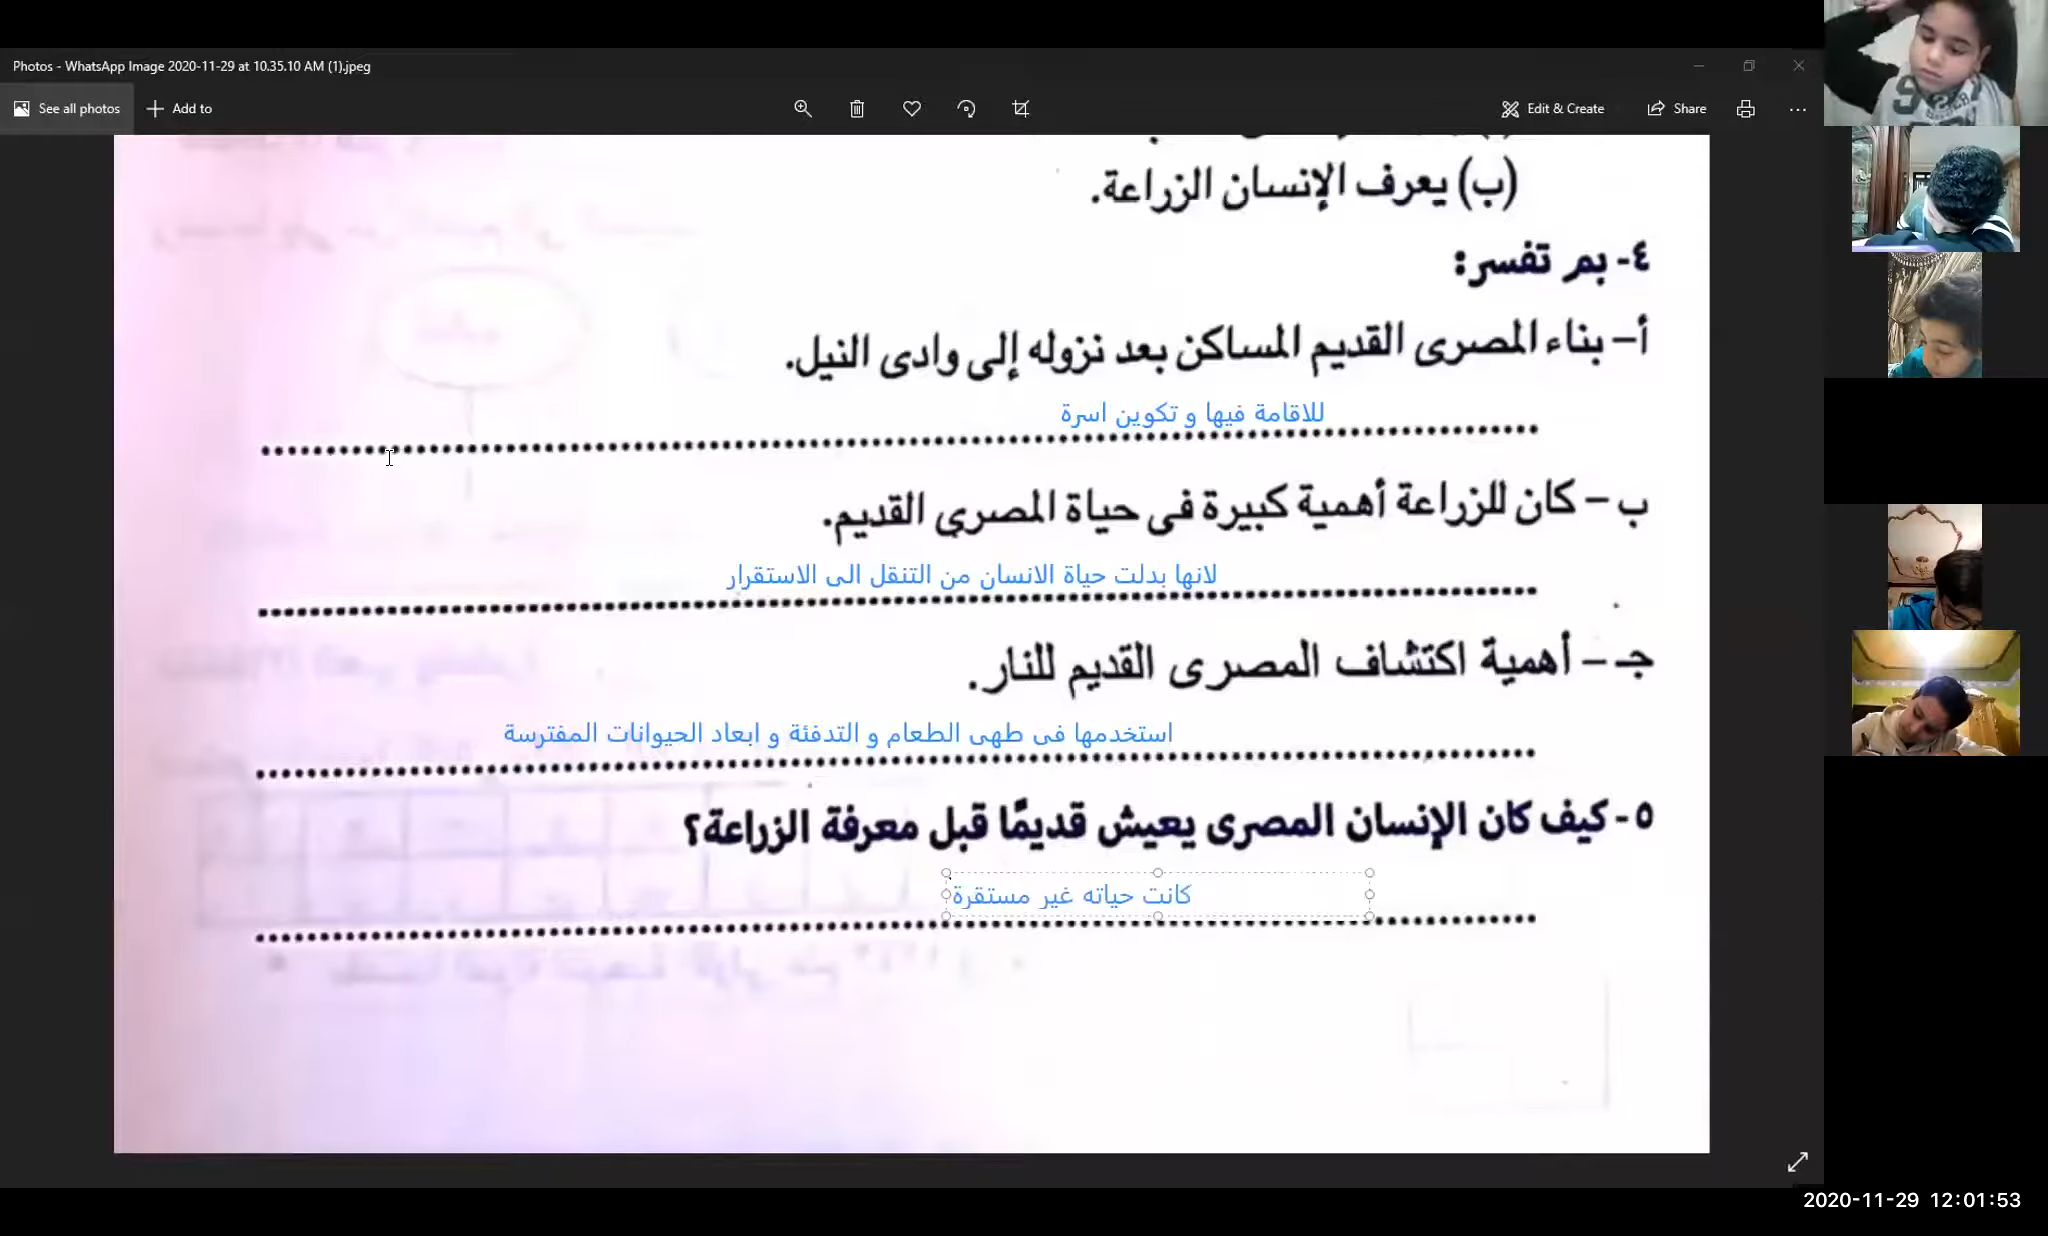 Photos - WhatsApp Image 2020-11-29 at 10.35.10 AM (1).jpeg
See all photos
Add to
Edit & Create
Share
(ب) يعرف الإنسان الزراعة.
٤- بم تفسر:
أ- بناء المصرى القديم المساكن بعد نزوله إلى وادى النيل.
للاقامة فيها و تكوين اسرة
ب - كان للزراعة أهمية كبيرة فى حياة المصرى القديم.
لانها بدلت حياة الانسان من التنقل الى الاستقرار
جـ - أهمية اكتشاف المصرى القديم للنار.
استخدمها فى طهى الطعام و التدفئة و ابعاد الحيوانات المفترسة
٥- كيف كان الإنسان المصرى يعيش قديمًا قبل معرفة الزراعة؟
كانت حياته غير مستقرة
2020-11-29 12:01:53